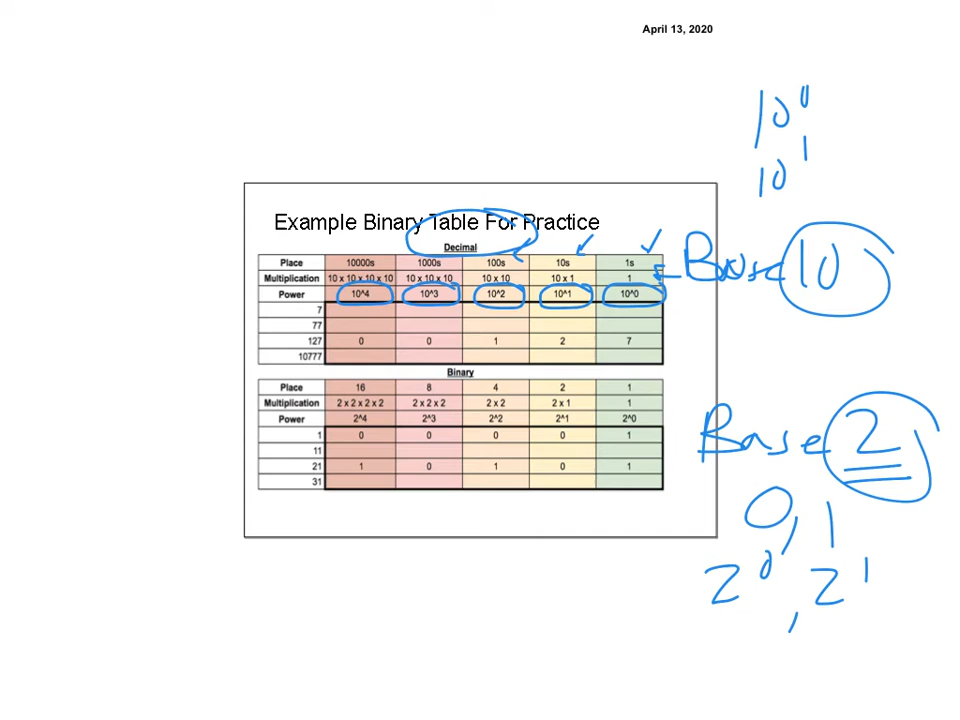 April 13, 2020
10^0
10^1
Example Binary Table For Practice
Decimal
Place 10000s 1000s 100s 10s 1s
Multiplication 10 x 10 x 10 x 10 10 x 10 x 10 10 x 10 10 x 1 1
Power 10^4 10^3 10^2 10^1 10^0
Base 10
7
77
127 0 0 1 2 7
10777
Binary
Place 16 8 4 2 1
Multiplication 2 x 2 x 2 x 2 2 x 2 x 2 2 x 2 2 x 1 1
Power 2^4 2^3 2^2 2^1 2^0
1 0 0 0 0 1
11
21 1 0 1 0 1
31
Base 2
0, 1
2^0, 2^1